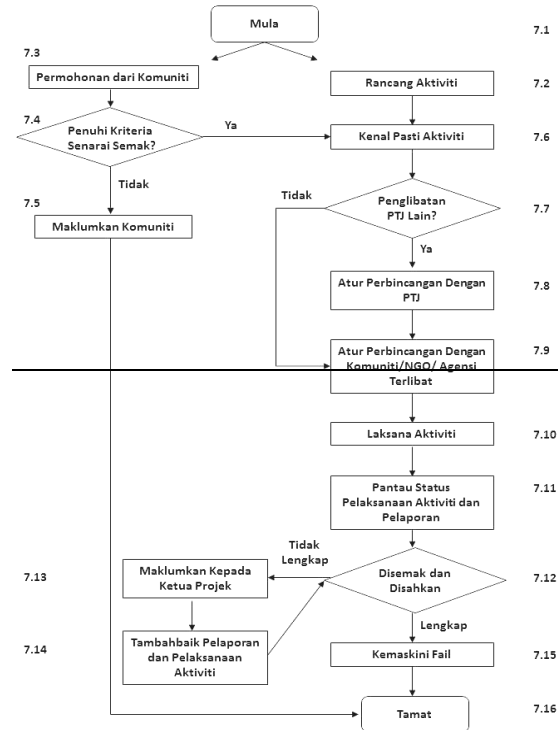 Mula
7.1
7.3
Permohonan dari Komuniti
Rancang Aktiviti
7.2
7.4
Penuhi Kriteria
Senarai Semak?
Ya
Kenal Pasti Aktiviti
7.6
Tidak
7.5
Maklumkan Komuniti
Tidak
Penglibatan
PTJ Lain?
7.7
Ya
Atur Perbincangan Dengan
PTJ
7.8
Atur Perbincangan Dengan
Komuniti/NGO/ Agensi
Terlibat
7.9
Laksana Aktiviti
7.10
Pantau Status
Pelaksanaan Aktiviti dan
Pelaporan
7.11
Tidak
Lengkap
Disemak dan
Disahkan
7.12
7.13
Maklumkan Kepada
Ketua Projek
Lengkap
7.14
Tambahbaik Pelaporan
dan Pelaksanaan
Aktiviti
Kemaskini Fail
7.15
Tamat
7.16